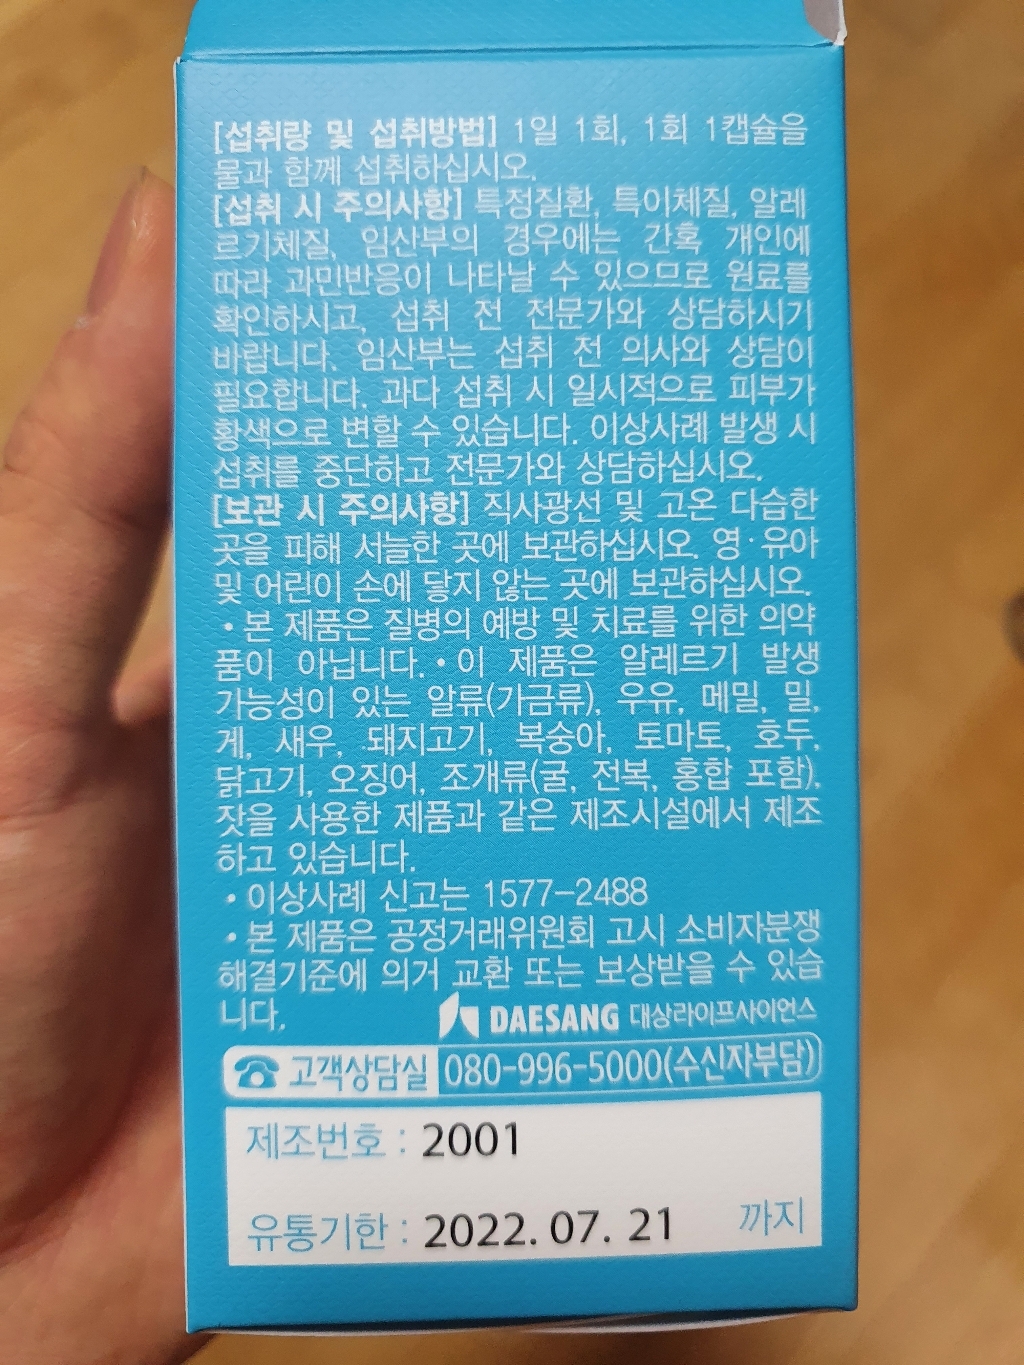 [섭취량 및 섭취방법] 1일 1회, 1회 1캡슐을
물과 함께 섭취하십시오.
[섭취 시 주의사항] 특정질환, 특이체질, 알레
르기체질, 임산부의 경우에는 간혹 개인에
따라 과민반응이 나타날 수 있으므로 원료를
확인하시고, 섭취 전 전문가와 상담하시기
바랍니다. 임산부는 섭취 전 의사와 상담이
필요합니다. 과다 섭취 시 일시적으로 피부가
황색으로 변할 수 있습니다. 이상사례 발생 시
섭취를 중단하고 전문가와 상담하십시오.
[보관 시 주의사항] 직사광선 및 고온 다습한
곳을 피해 서늘한 곳에 보관하십시오. 영·유아
및 어린이 손에 닿지 않는 곳에 보관하십시오.
• 본 제품은 질병의 예방 및 치료를 위한 의약
품이 아닙니다. • 이 제품은 알레르기 발생
가능성이 있는 알류(가금류), 우유, 메밀, 밀,
게, 새우, 돼지고기, 복숭아, 토마토, 호두,
닭고기, 오징어, 조개류(굴, 전복, 홍합 포함),
잣을 사용한 제품과 같은 제조시설에서 제조
하고 있습니다.
• 이상사례 신고는 1577-2488
• 본 제품은 공정거래위원회 고시 소비자분쟁
해결기준에 의거 교환 또는 보상받을 수 있습
니다. DAESANG 대상라이프사이언스
고객상담실 080-996-5000(수신자부담)
제조번호 : 2001
유통기한 : 2022. 07. 21 까지